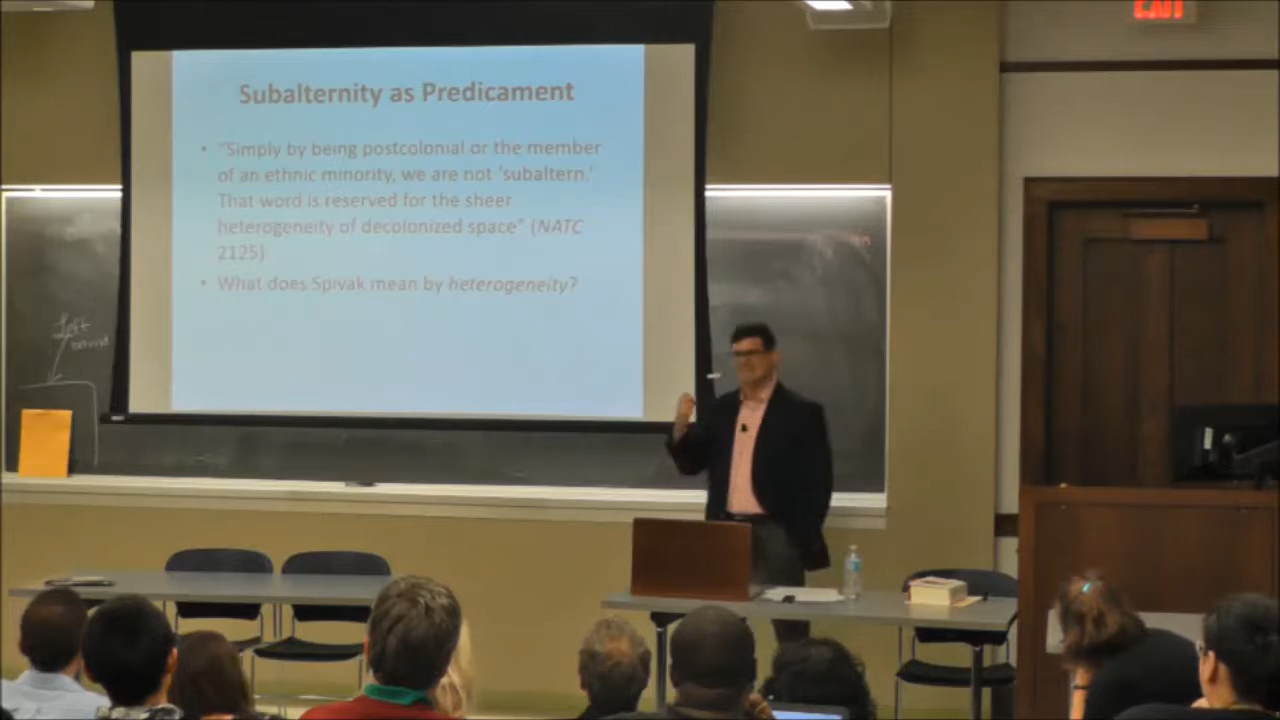 EXIT
Subalternity as Predicament
• "Simply by being postcolonial or the member
of an ethnic minority, we are not 'subaltern.'
That word is reserved for the sheer
heterogeneity of decolonized space" (NATC
2125)
• What does Spivak mean by heterogeneity?
Left